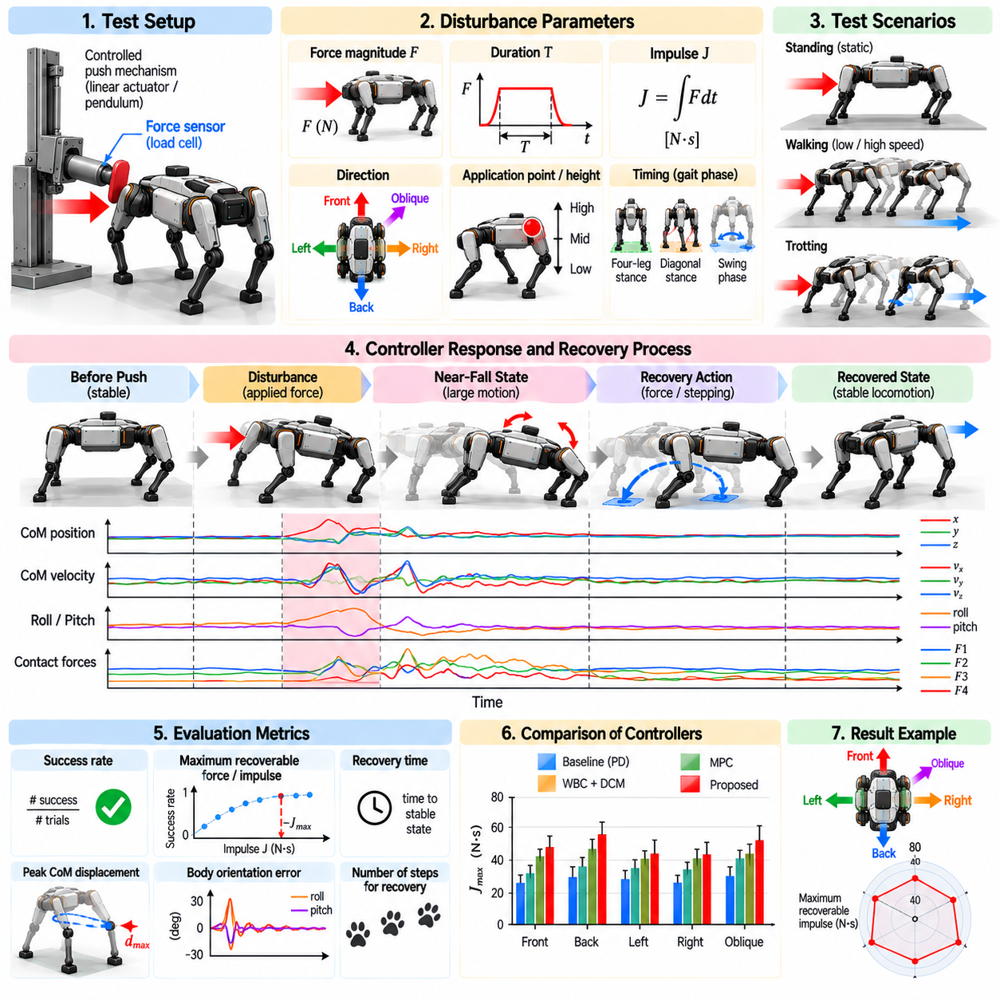 1. Test Setup
Controlled
push mechanism
(linear actuator /
pendulum)
Force sensor
(load cell)
2. Disturbance Parameters
Force magnitude F
F (N)
Duration T
F
T
t
Impulse J
J = ∫Fdt
[N·s]
Direction
Front
Oblique
Left
Right
Back
Application point / height
High
Mid
Low
Timing (gait phase)
Four-leg
stance
Diagonal
stance
Swing
phase
3. Test Scenarios
Standing (static)
Walking (low / high speed)
Trotting
4. Controller Response and Recovery Process
Before Push
(stable)
Disturbance
(applied force)
Near-Fall State
(large motion)
Recovery Action
(force / stepping)
Recovered State
(stable locomotion)
CoM position
x
y
z
CoM velocity
v_x
v_y
v_z
Roll / Pitch
roll
pitch
Contact forces
F1
F2
F3
F4
Time
5. Evaluation Metrics
Success rate
# success
# trials
Maximum recoverable
force / impulse
Success rate
1
0
J_max
Impulse J (N·s)
Recovery time
time to
stable
state
Peak CoM displacement
d_max
Body orientation error
(deg)
30
0
-30
roll
pitch
Number of steps
for recovery
6. Comparison of Controllers
Baseline (PD)
MPC
WBC + DCM
Proposed
J_max (N·s)
80
60
40
20
0
Front
Back
Left
Right
Oblique
7. Result Example
Front
Oblique
Left
Right
Back
80
40
40
0
Maximum
recoverable
impulse (N·s)